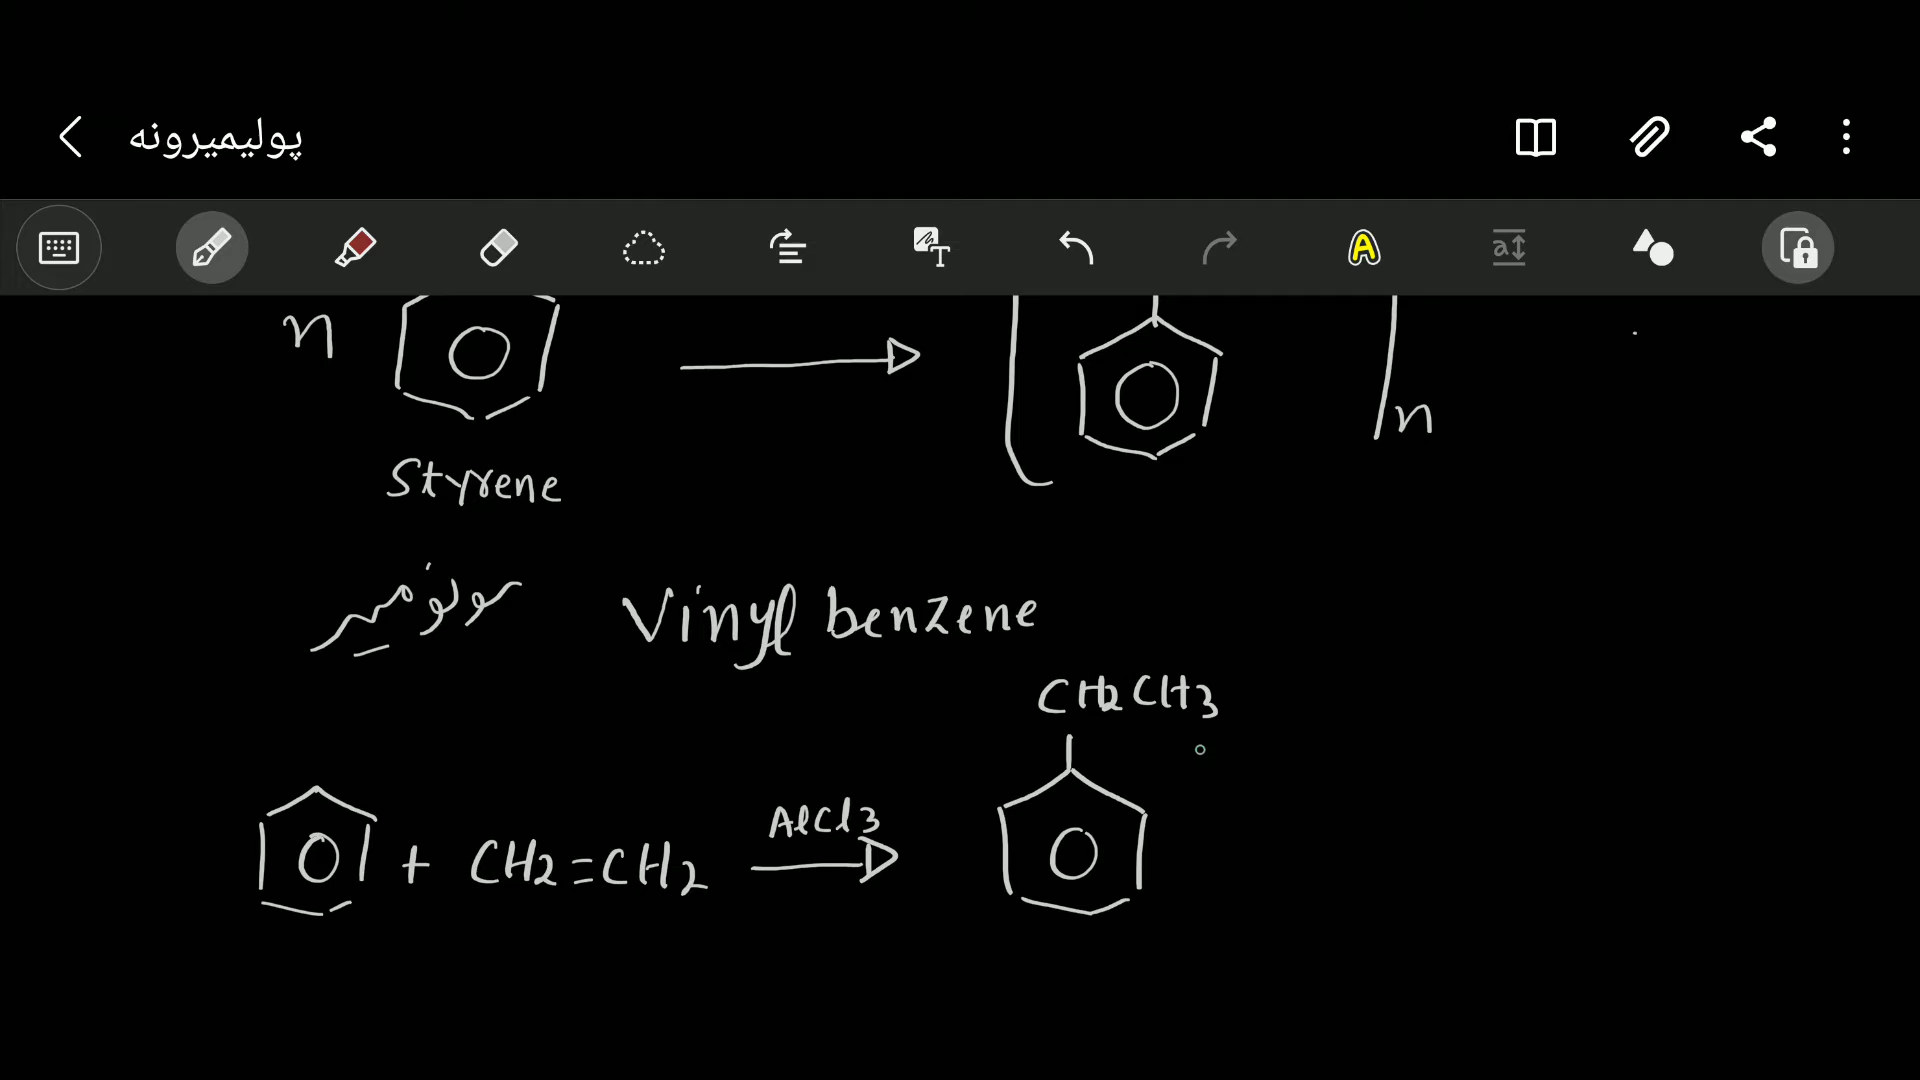 پولیمیرونه
n
n
Styrene
مونومیر Vinyl benzene
CH2CH3
+ CH2=CH2 AlCl3